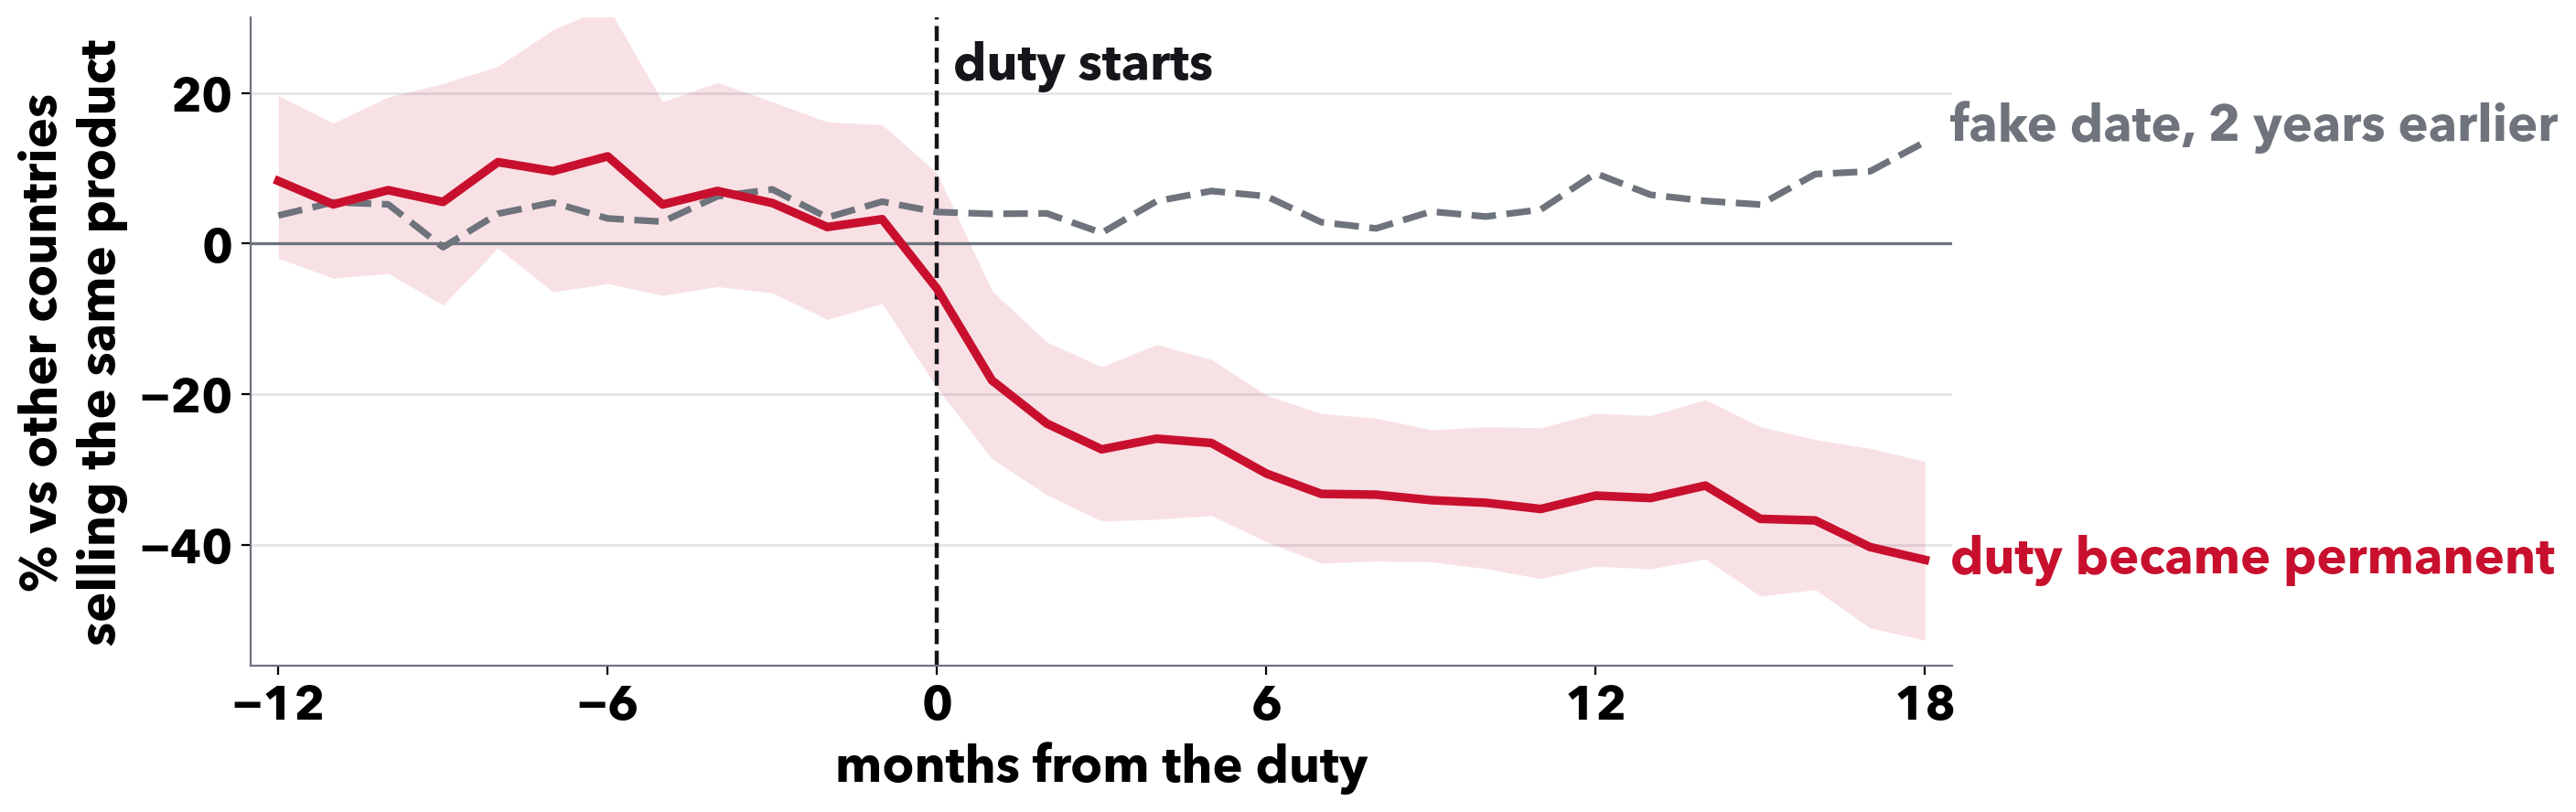 % vs other countries
selling the same product
20
0
−20
−40
duty starts
fake date, 2 years earlier
duty became permanent
−12
−6
0
6
12
18
months from the duty